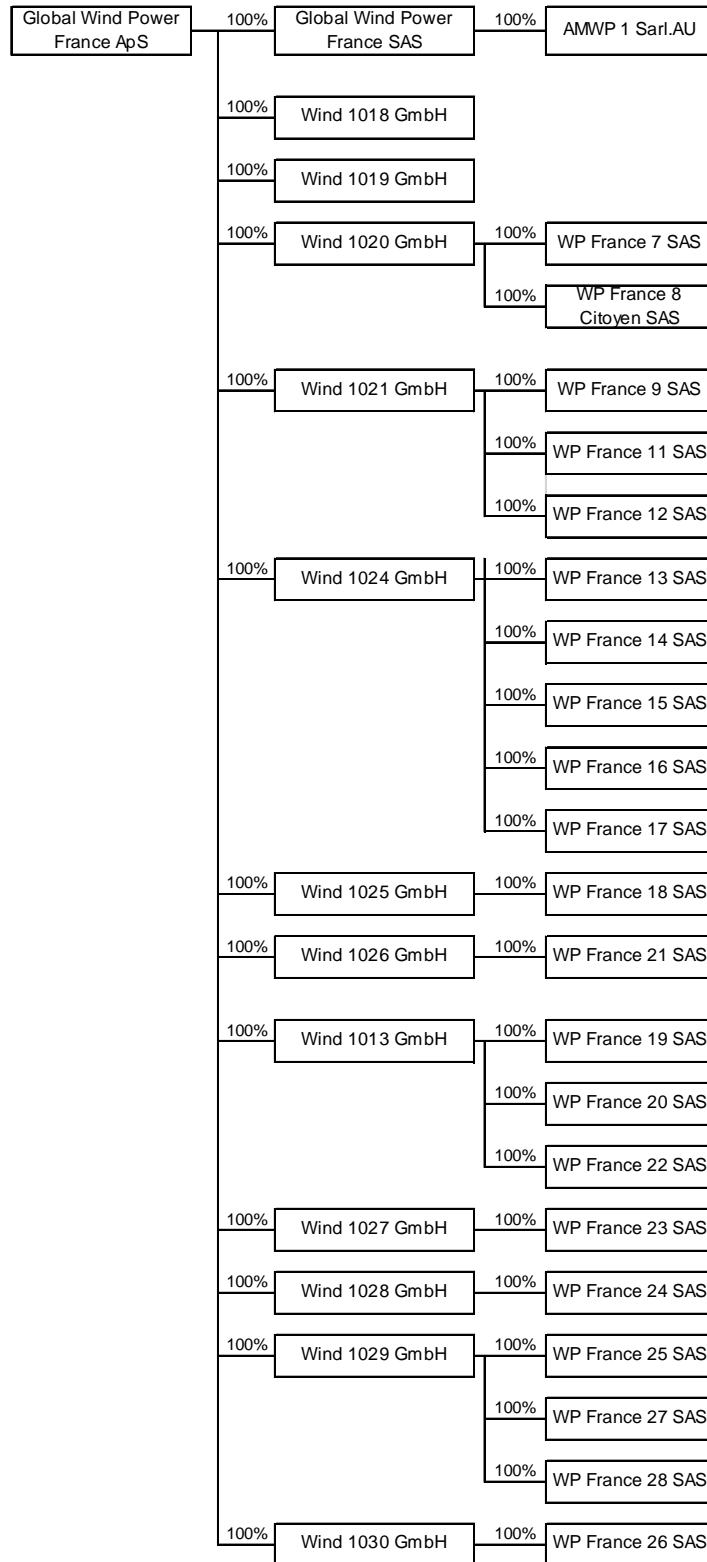 Global Wind Power
France ApS
100%
Global Wind Power
France SAS
100%
AMWP 1 Sarl.AU
100%
Wind 1018 GmbH
100%
Wind 1019 GmbH
100%
Wind 1020 GmbH
100%
WP France 7 SAS
100%
WP France 8
Citoyen SAS
100%
Wind 1021 GmbH
100%
WP France 9 SAS
100%
WP France 11 SAS
100%
WP France 12 SAS
100%
Wind 1024 GmbH
100%
WP France 13 SAS
100%
WP France 14 SAS
100%
WP France 15 SAS
100%
WP France 16 SAS
100%
WP France 17 SAS
100%
Wind 1025 GmbH
100%
WP France 18 SAS
100%
Wind 1026 GmbH
100%
WP France 21 SAS
100%
Wind 1013 GmbH
100%
WP France 19 SAS
100%
WP France 20 SAS
100%
WP France 22 SAS
100%
Wind 1027 GmbH
100%
WP France 23 SAS
100%
Wind 1028 GmbH
100%
WP France 24 SAS
100%
Wind 1029 GmbH
100%
WP France 25 SAS
100%
WP France 27 SAS
100%
WP France 28 SAS
100%
Wind 1030 GmbH
100%
WP France 26 SAS